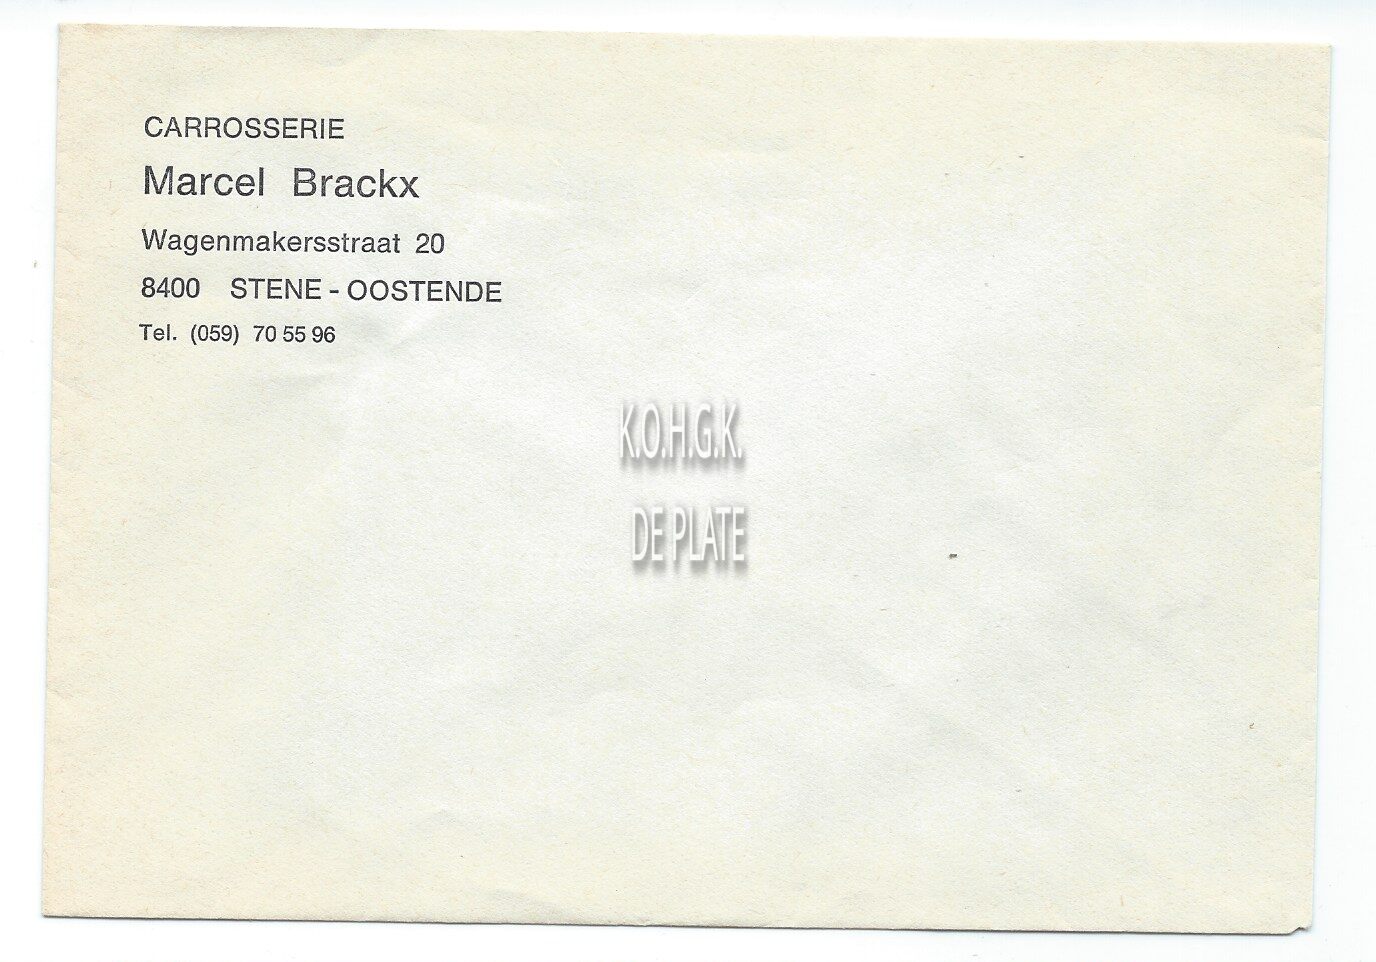 CARROSSERIE
Marcel Brackx
Wagenmakersstraat 20
8400 STENE - OOSTENDE
Tel. (059) 70 55 96
K.O.H.G.K.
DE PLATE